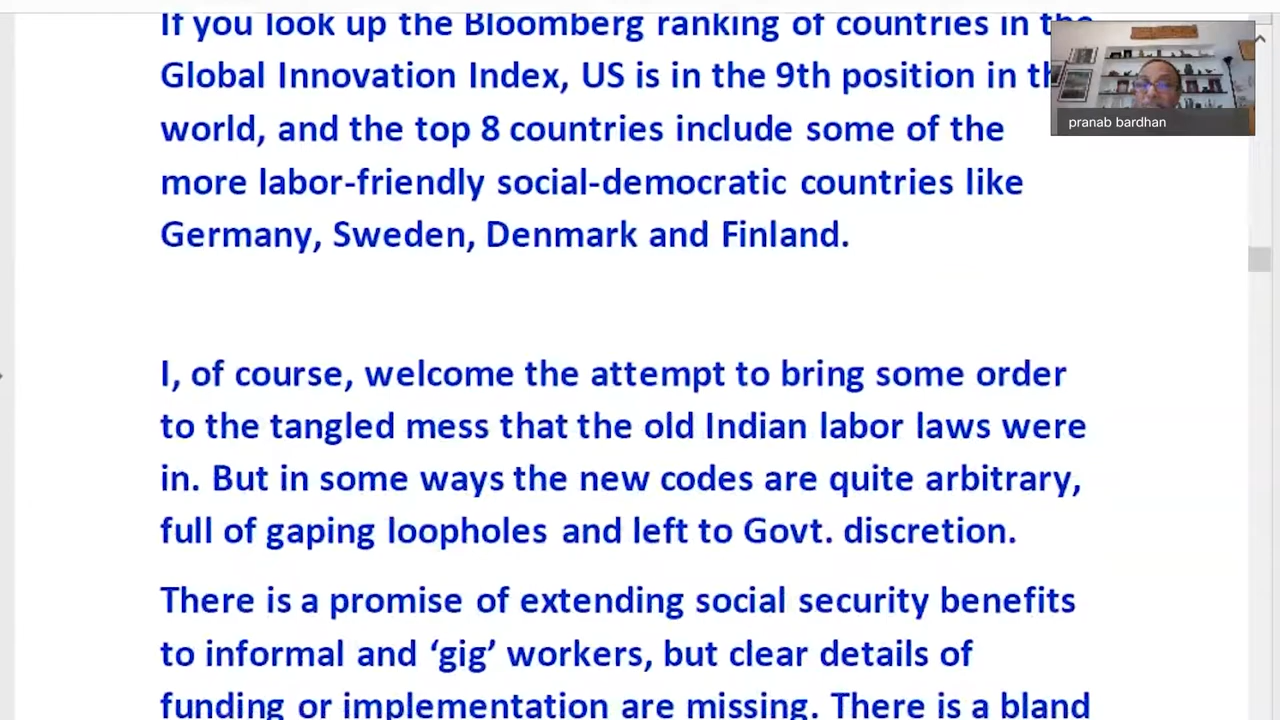 If you look up the Bloomberg ranking of countries in the
Global Innovation Index, US is in the 9th position in th
world, and the top 8 countries include some of the
more labor-friendly social-democratic countries like
Germany, Sweden, Denmark and Finland.
pranab bardhan
I, of course, welcome the attempt to bring some order
to the tangled mess that the old Indian labor laws were
in. But in some ways the new codes are quite arbitrary,
full of gaping loopholes and left to Govt. discretion.
There is a promise of extending social security benefits
to informal and ‘gig’ workers, but clear details of
funding or implementation are missing. There is a bland